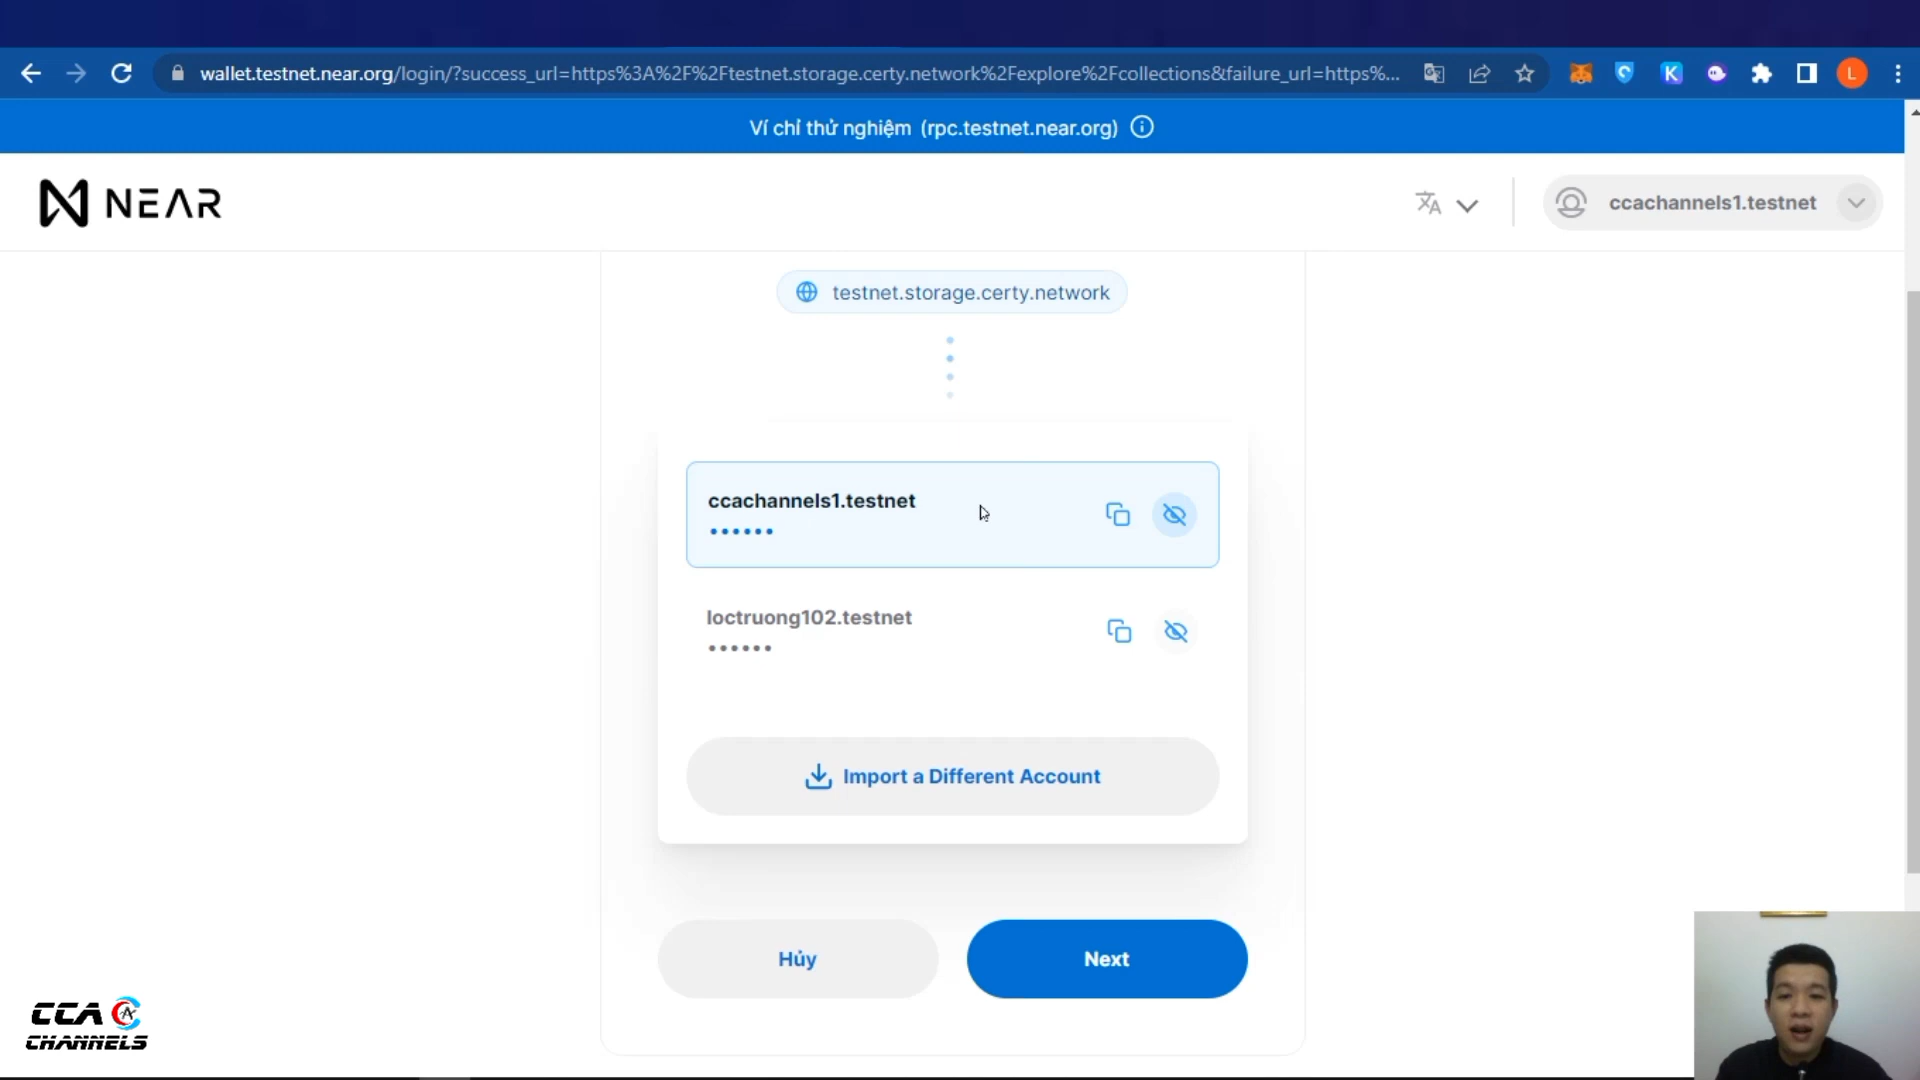 wallet.testnet.near.org/login/?success_url=https%3A%2F%2Ftestnet.storage.certy.network%2Fexplore%2Fcollections&failure_url=https%...
K
L
Ví chỉ thử nghiệm (rpc.testnet.near.org)
NEAR
ccachannels1.testnet
testnet.storage.certy.network
ccachannels1.testnet
••••••
loctruong102.testnet
••••••
Import a Different Account
Hủy
Next
CCA
CHANNELS